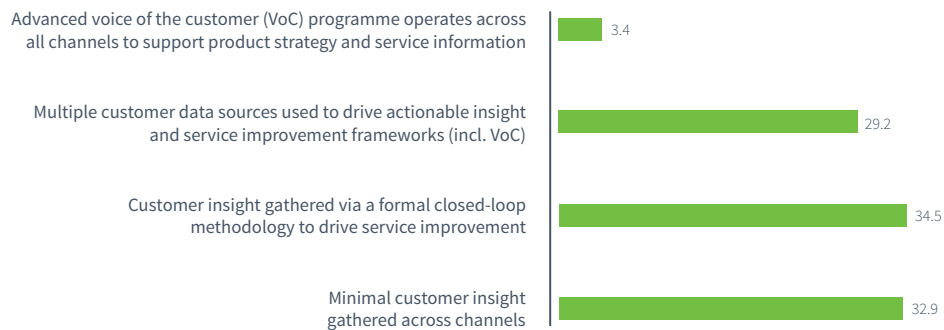 Advanced voice of the customer (VoC) programme operates across
all channels to support product strategy and service information
3.4
Multiple customer data sources used to drive actionable insight
and service improvement frameworks (incl. VoC)
29.2
Customer insight gathered via a formal closed-loop
methodology to drive service improvement
34.5
Minimal customer insight
gathered across channels
32.9